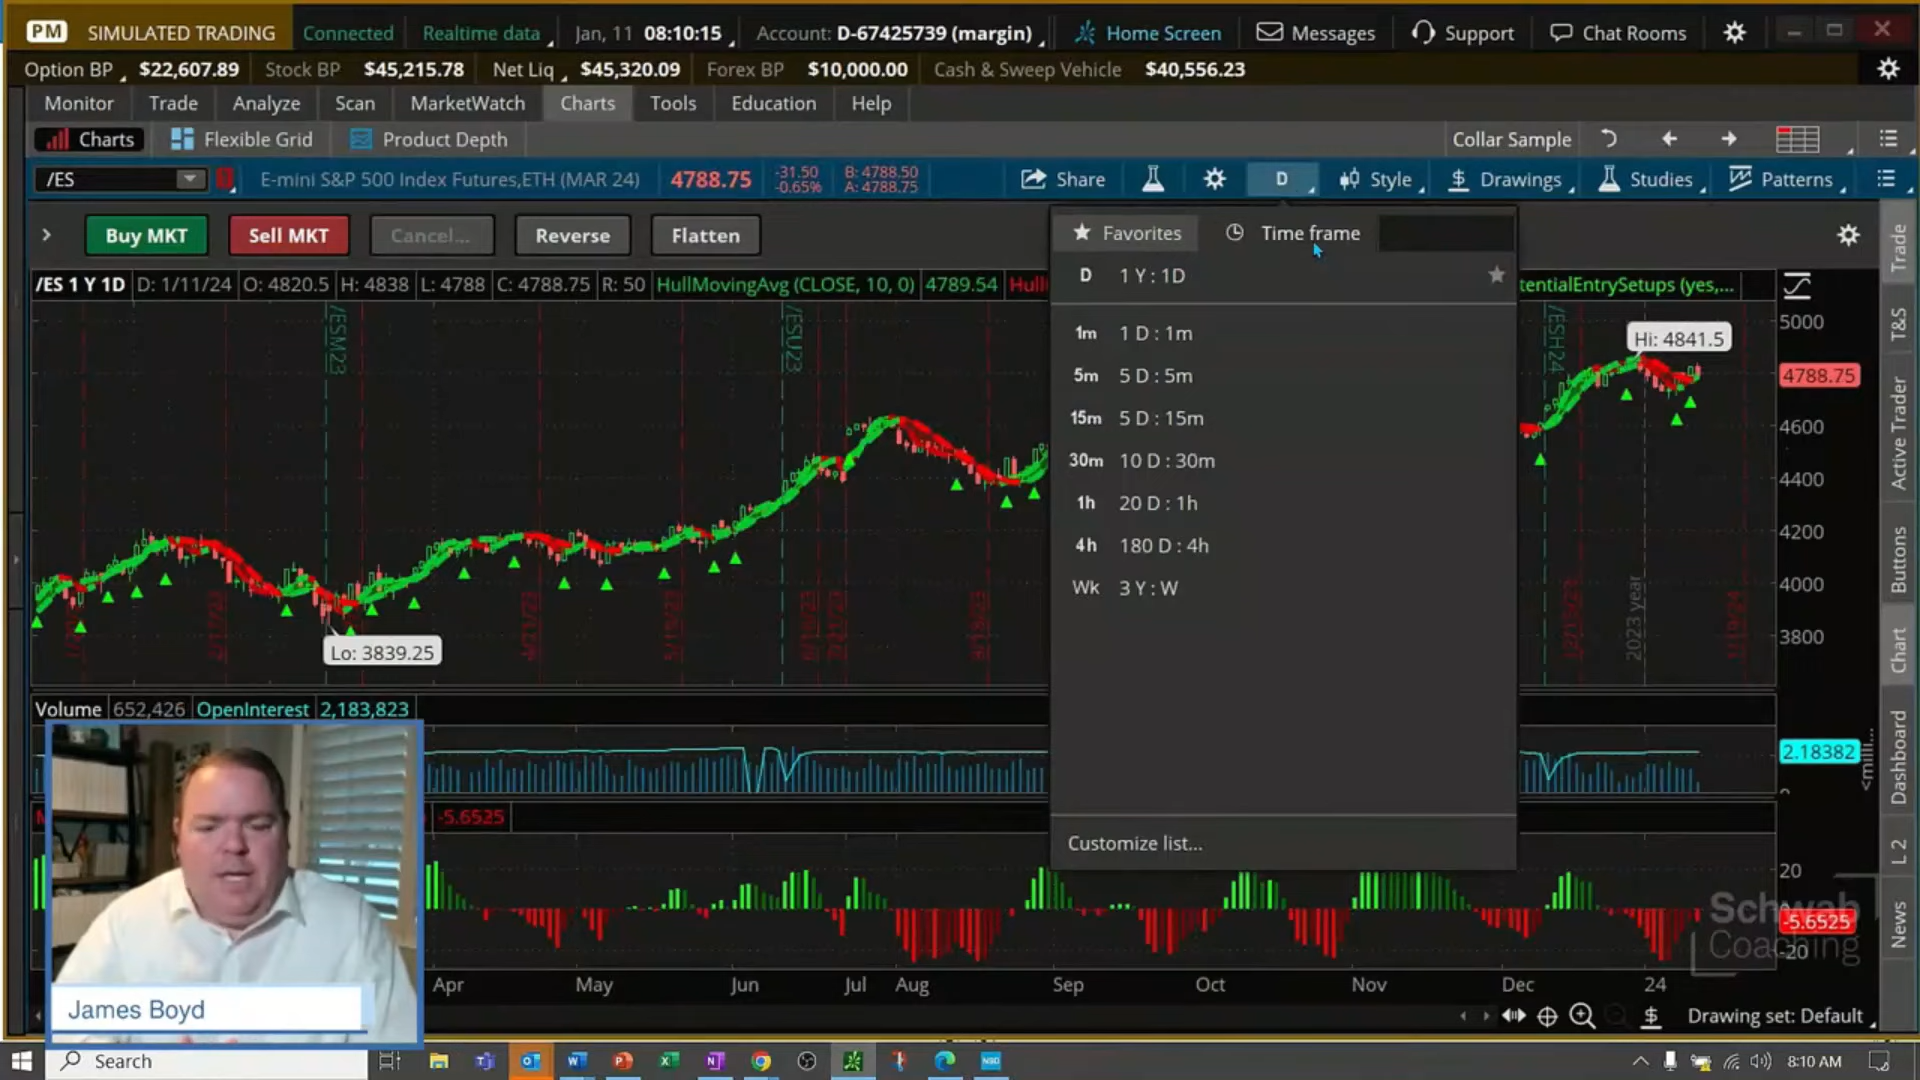 PM SIMULATED TRADING Connected Realtime data Jan, 11 08:10:15 Account: D-67425739 (margin) Home Screen Messages Support Chat Rooms
Option BP $22,607.89 Stock BP $45,215.78 Net Liq $45,320.09 Forex BP $10,000.00 Cash & Sweep Vehicle $40,556.23
Monitor Trade Analyze Scan MarketWatch Charts Tools Education Help
Charts Flexible Grid Product Depth Collar Sample
/ES E-mini S&P 500 Index Futures,ETH (MAR 24) 4788.75 -31.50 -0.65% B: 4788.50 A: 4788.75 Share D Style $ Drawings Studies Patterns
Buy MKT Sell MKT Cancel... Reverse Flatten
Favorites Time frame
D 1 Y : 1D
1m 1 D : 1m
5m 5 D : 5m
15m 5 D : 15m
30m 10 D : 30m
1h 20 D : 1h
4h 180 D : 4h
Wk 3 Y : W
Customize list...
/ES 1 Y 1D D: 1/11/24 O: 4820.5 H: 4838 L: 4788 C: 4788.75 R: 50 HullMovingAvg (CLOSE, 10, 0) 4789.54 Hull
tentialEntrySetups (yes,...
/ESM23
/ESU23
/ESH24
Hi: 4841.5
Lo: 3839.25
2023 year
5000
4788.75
4600
4400
4200
4000
3800
Volume 652,426 OpenInterest 2,183,823
2.18382
-5.6525
20
-5.6525
-20
Schwab
Coaching
Apr May Jun Jul Aug Sep Oct Nov Dec 24
Drawing set: Default
Trade
T&S
Active Trader
Buttons
Chart
Dashboard
L 2
News
James Boyd
Search
8:10 AM